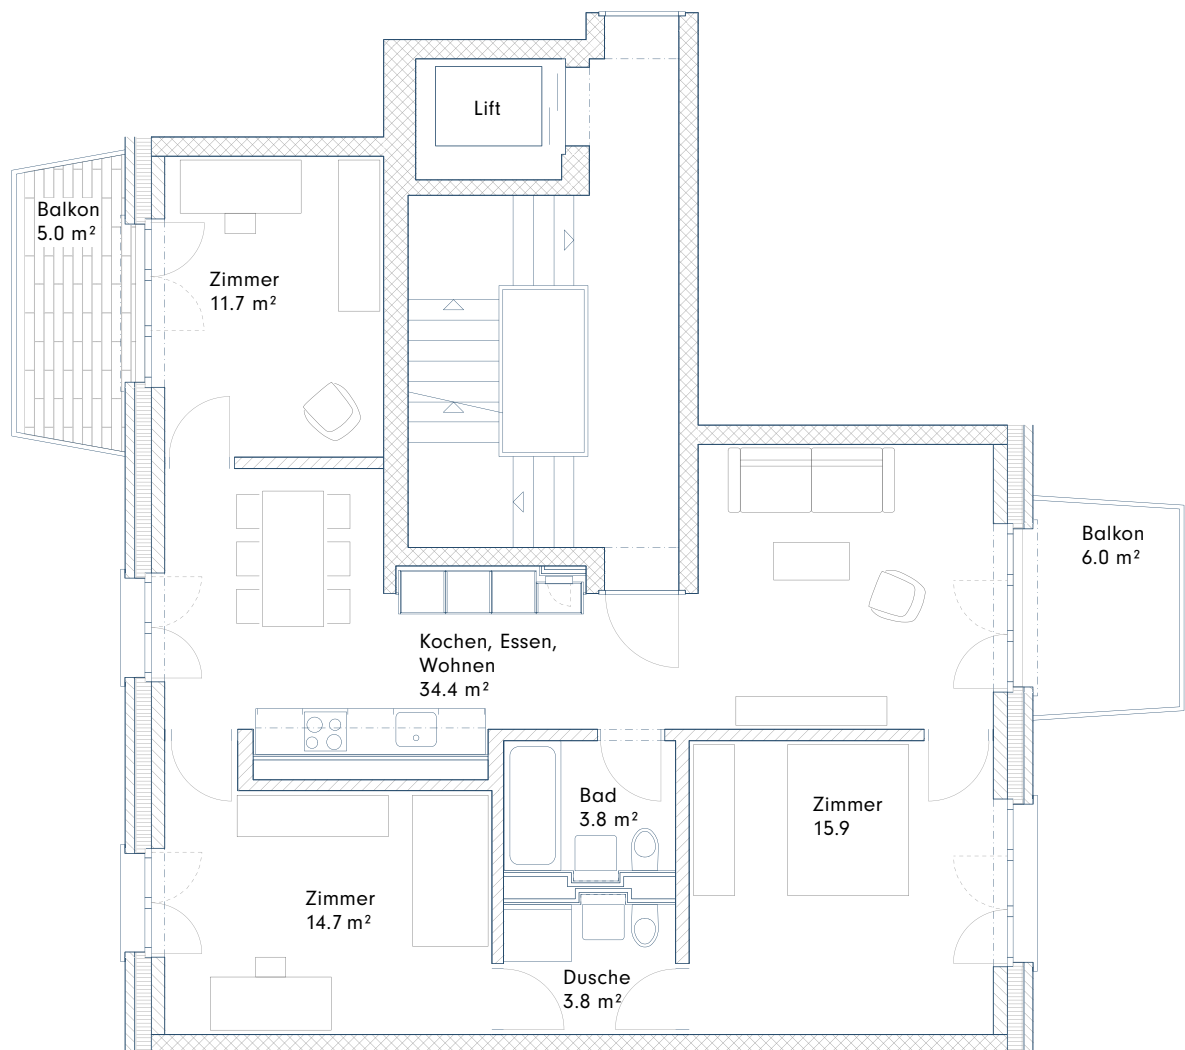 Lift
Balkon
5.0 m²
Zimmer
11.7 m²
Balkon
6.0 m²
Kochen, Essen,
Wohnen
34.4 m²
Bad
3.8 m²
Zimmer
15.9
Zimmer
14.7 m²
Dusche
3.8 m²